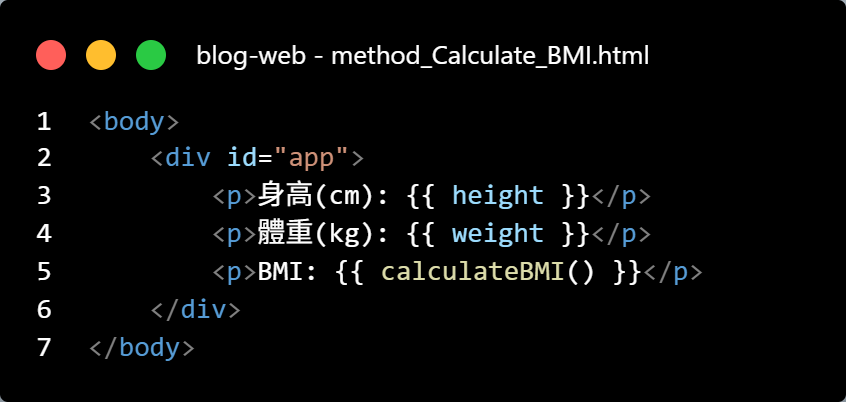 blog-web - method_Calculate_BMI.html
1 <body>
2     <div id="app">
3         <p>身高(cm): {{ height }}</p>
4         <p>體重(kg): {{ weight }}</p>
5         <p>BMI: {{ calculateBMI() }}</p>
6     </div>
7 </body>